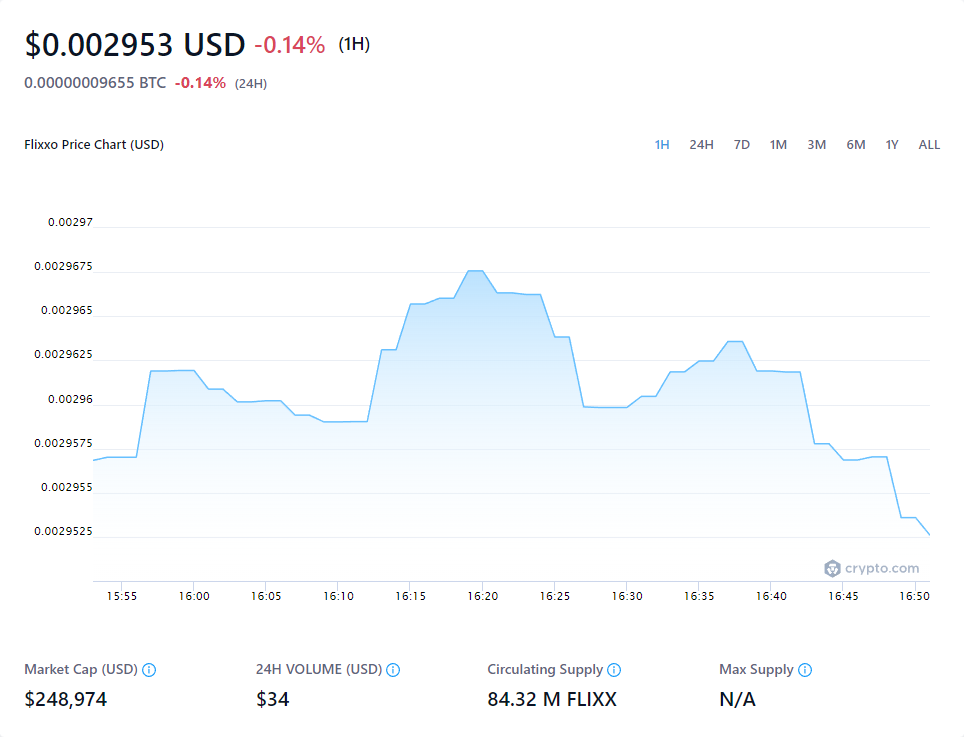 $0.002953 USD -0.14% (1H)
0.00000009655 BTC -0.14% (24H)
Flixxo Price Chart (USD) 1H 24H 7D 1M 3M 6M 1Y ALL
0.00297
0.0029675
0.002965
0.0029625
0.00296
0.0029575
0.002955
0.0029525
crypto.com
15:55 16:00 16:05 16:10 16:15 16:20 16:25 16:30 16:35 16:40 16:45 16:50
Market Cap (USD) 24H VOLUME (USD) Circulating Supply Max Supply
$248,974 $34 84.32 M FLIXX N/A